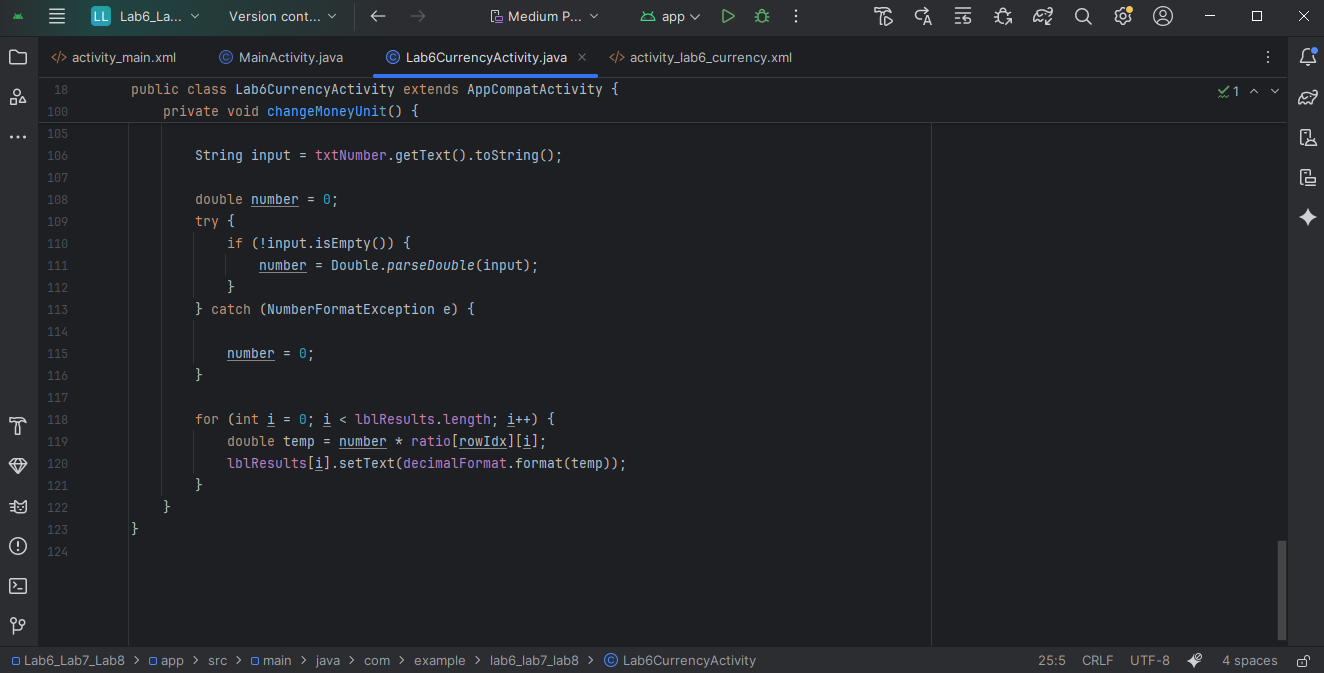 LL Lab6_La... Version cont... Medium P... app
activity_main.xml MainActivity.java Lab6CurrencyActivity.java activity_lab6_currency.xml
18 public class Lab6CurrencyActivity extends AppCompatActivity { 1
100 private void changeMoneyUnit() {
105
106 String input = txtNumber.getText().toString();
107
108 double number = 0;
109 try {
110 if (!input.isEmpty()) {
111 number = Double.parseDouble(input);
112 }
113 } catch (NumberFormatException e) {
114
115 number = 0;
116 }
117
118 for (int i = 0; i < lblResults.length; i++) {
119 double temp = number * ratio[rowIdx][i];
120 lblResults[i].setText(decimalFormat.format(temp));
121 }
122 }
123 }
124
Lab6_Lab7_Lab8 > app > src > main > java > com > example > lab6_lab7_lab8 > Lab6CurrencyActivity 25:5 CRLF UTF-8 4 spaces